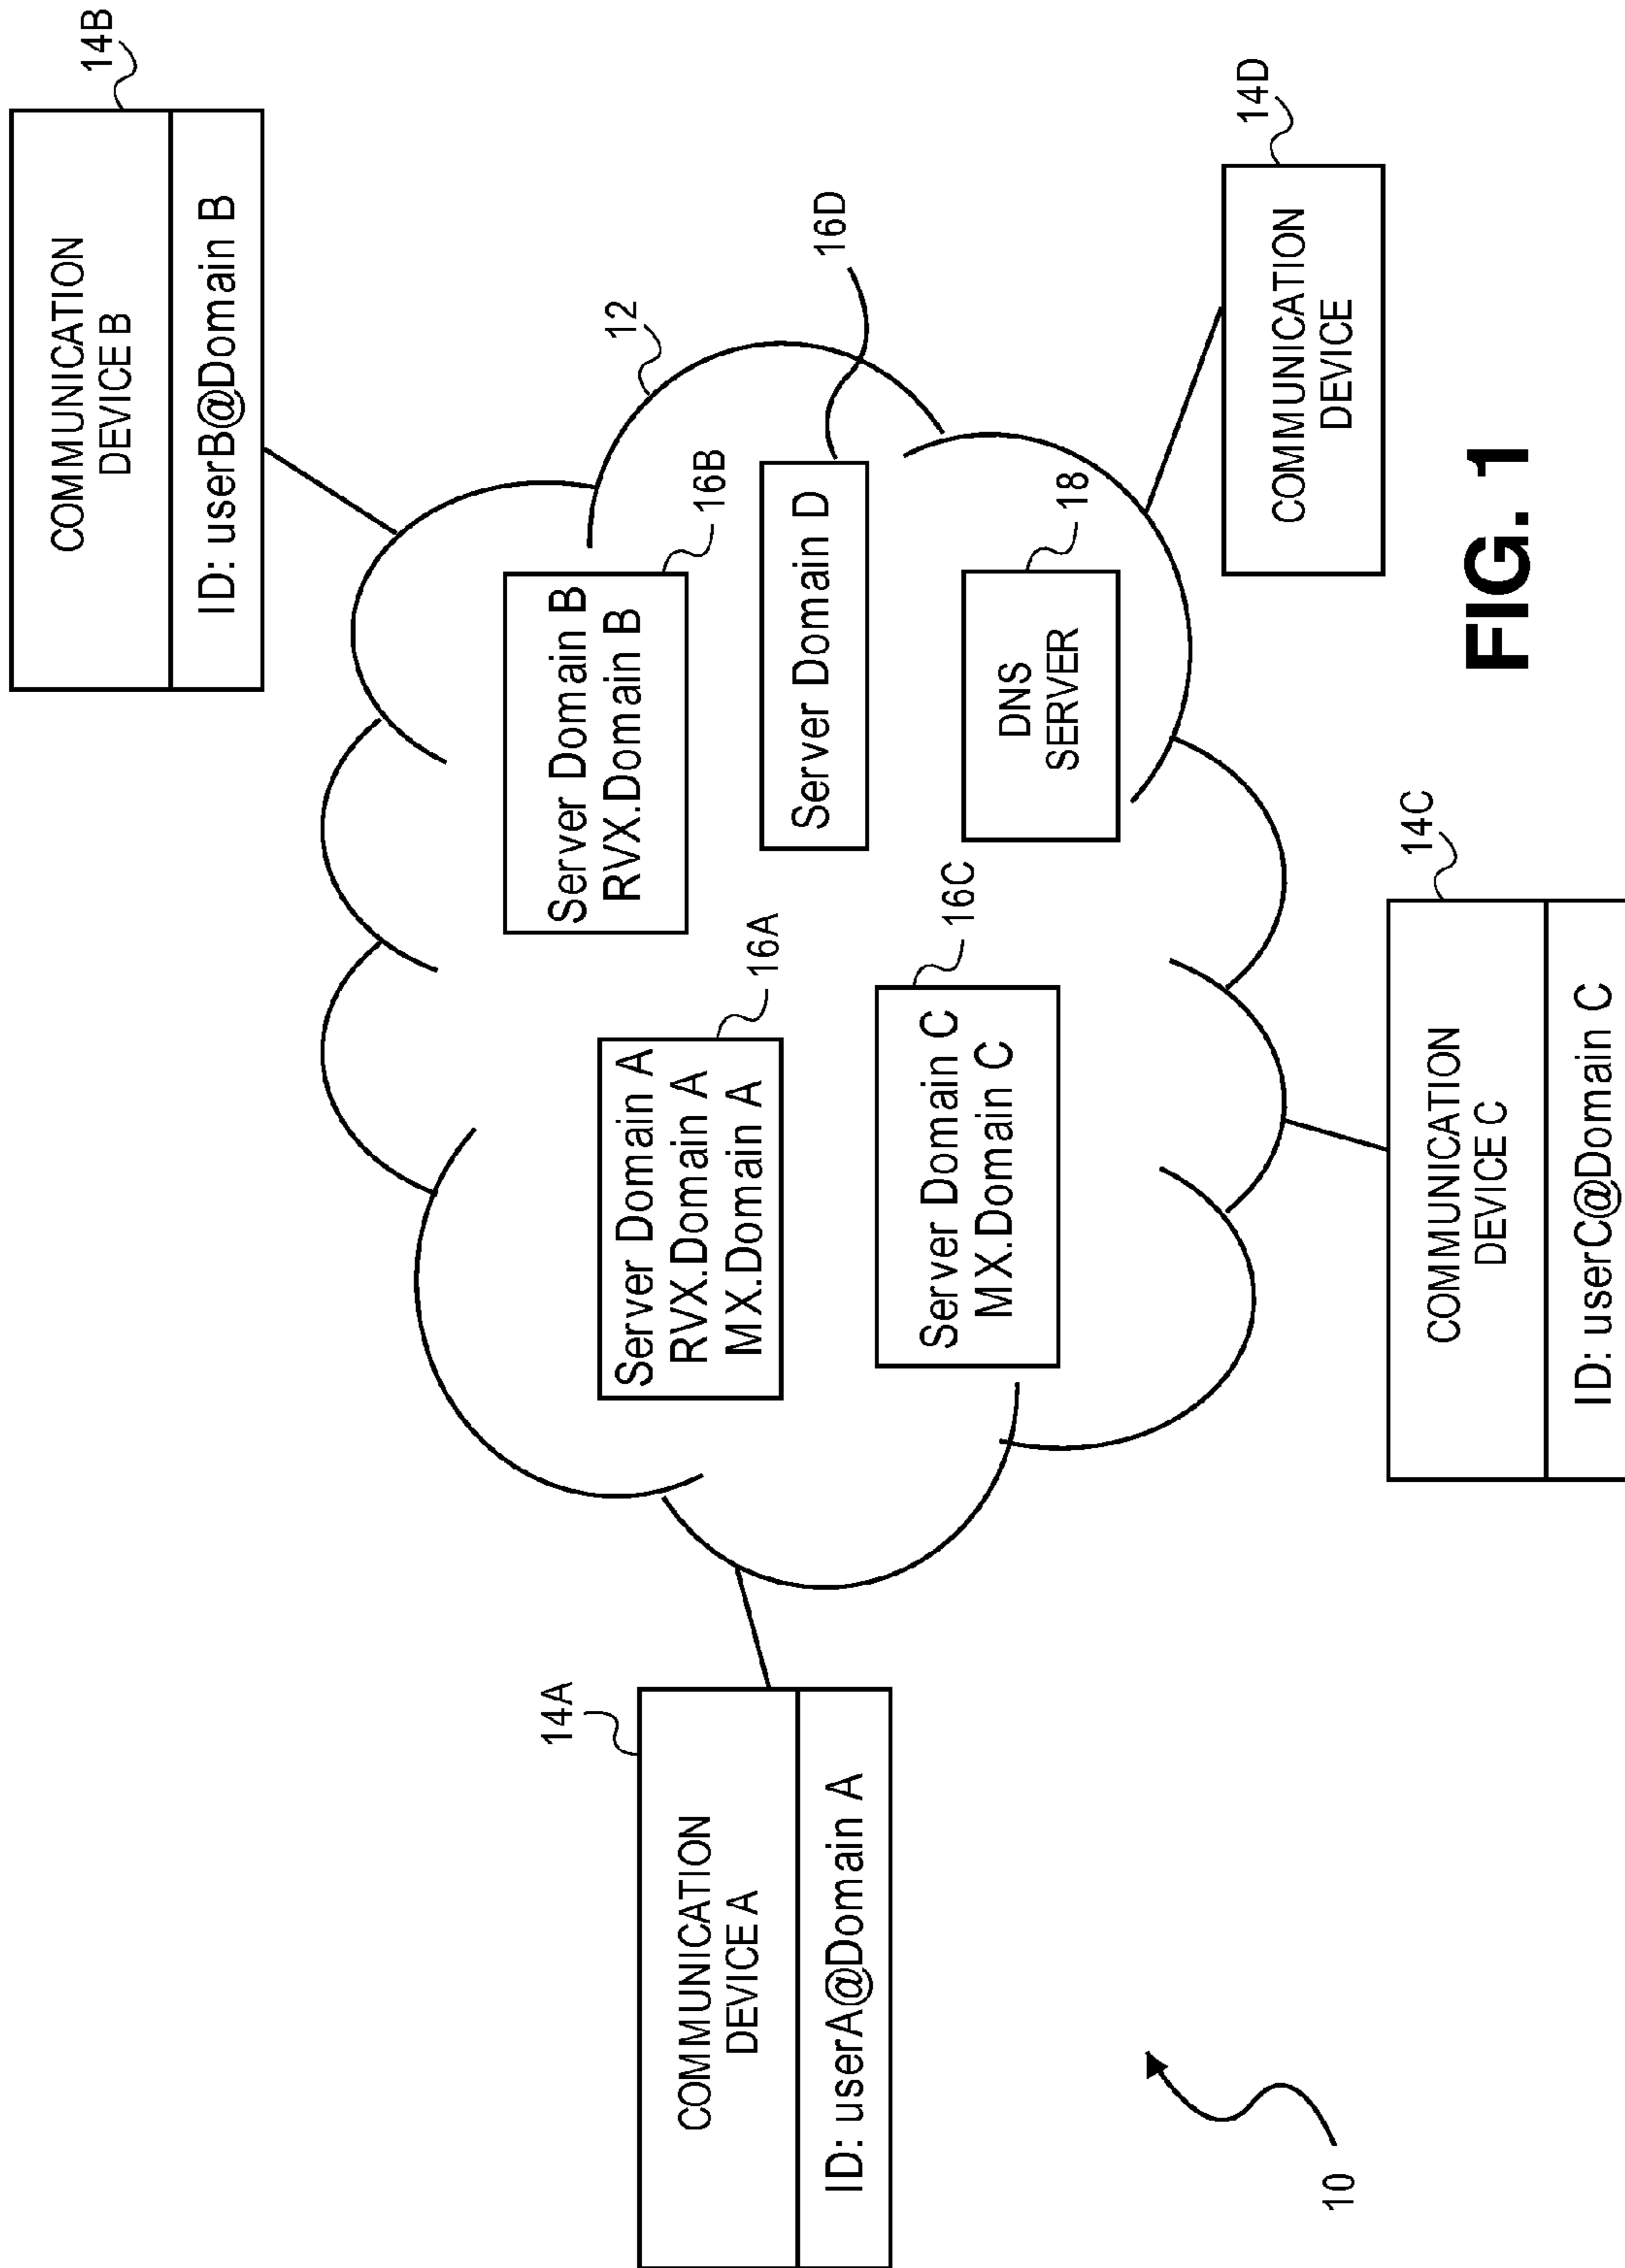 14B
COMMUNICATION
DEVICE B
ID: userB@Domain B
12
16D
14D
COMMUNICATION
DEVICE
Server Domain B
RVX.Domain B
16B
Server Domain D
DNS
SERVER
18
Server Domain A
RVX.Domain A
MX.Domain A
16A
Server Domain C
MX.Domain C
16C
14A
COMMUNICATION
DEVICE A
ID: userA@Domain A
14C
COMMUNICATION
DEVICE C
ID: userC@Domain C
10
FIG. 1